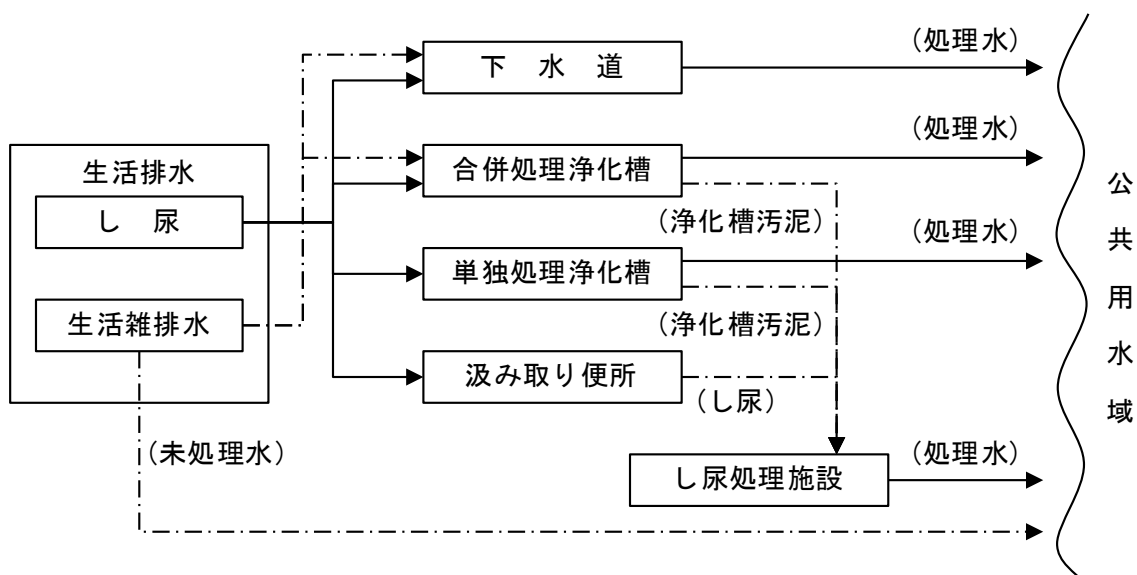 (処理水)
下 水 道
(処理水)
生活排水
合併処理浄化槽
し 尿
(浄化槽汚泥)
(処理水)
単独処理浄化槽
生活雑排水
(浄化槽汚泥)
汲み取り便所
(し尿)
(未処理水)
(処理水)
し尿処理施設
公共用水域